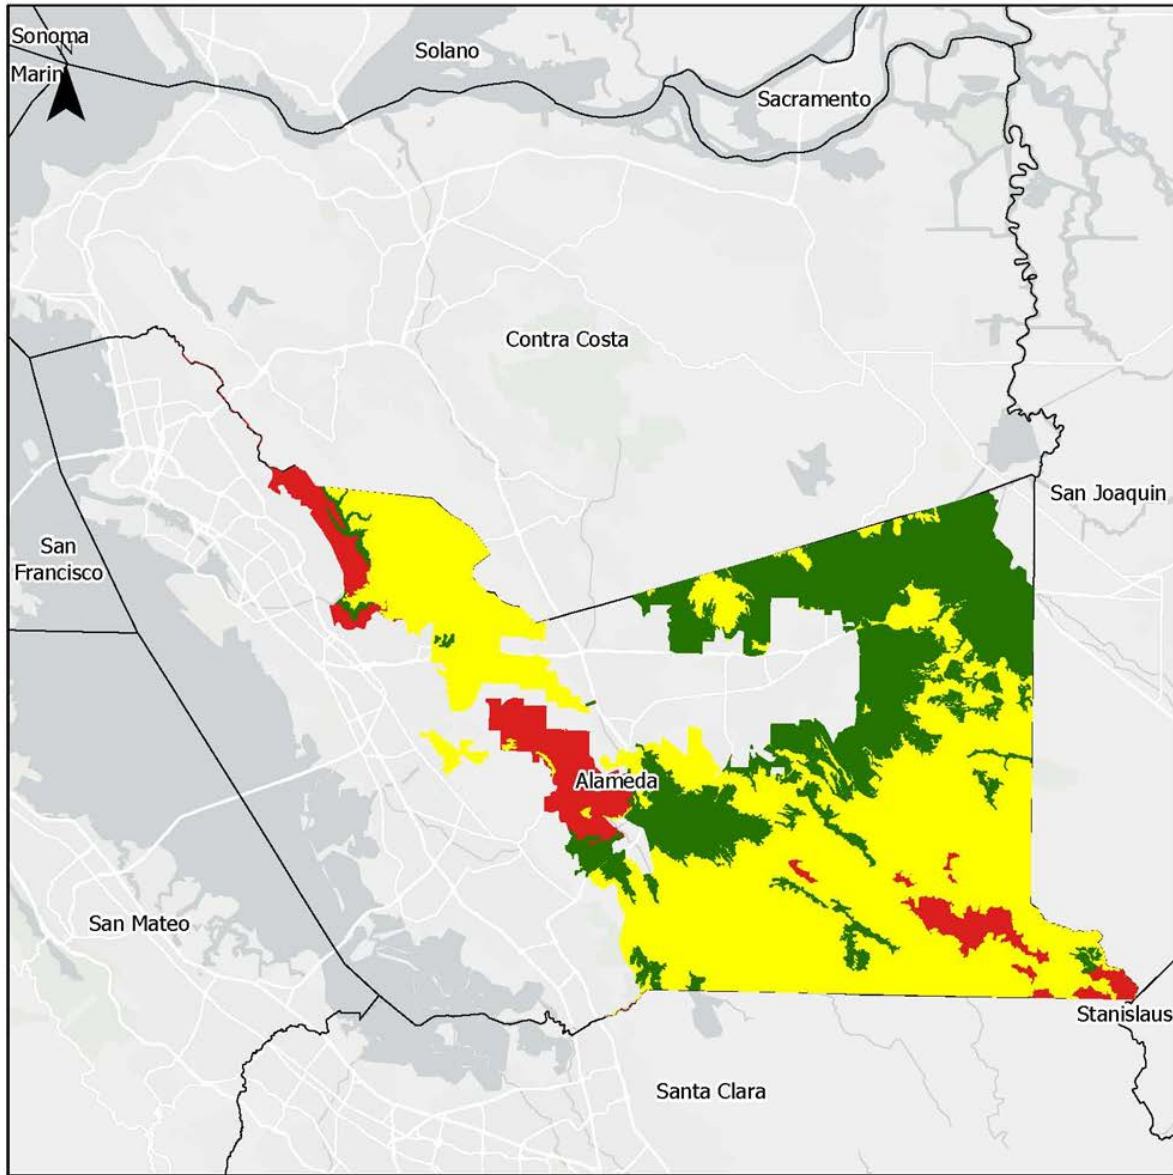 Sonoma
Solano
Marin
N
Sacramento
Contra Costa
San Joaquin
San
Francisco
Alameda
San Mateo
Stanislaus
Santa Clara